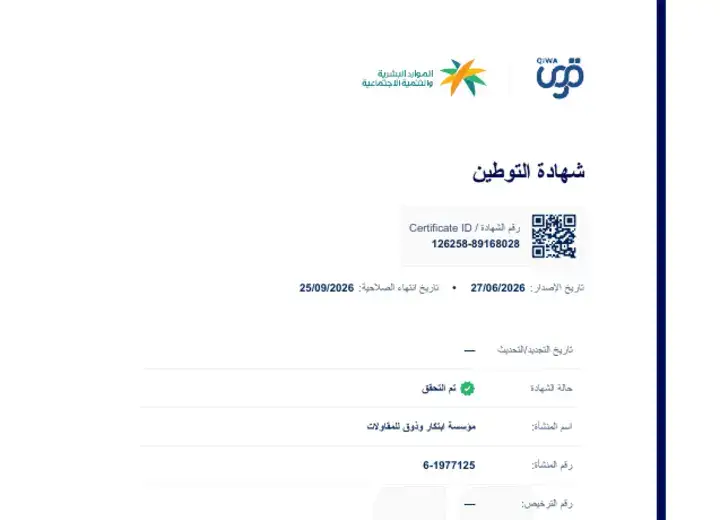 الموارد البشرية
والتنمية الاجتماعية
QIWA
قوى
شهادة التوطين
رقم الشهادة / Certificate ID
126258-89168028
تاريخ الإصدار: 27/06/2026 • تاريخ انتهاء الصلاحية: 25/09/2026
تاريخ التجديد/التحديث —
حالة الشهادة تم التحقق
اسم المنشأة: مؤسسة ابتكار وذوق للمقاولات
رقم المنشأة: 6-1977125
رقم الترخيص: —